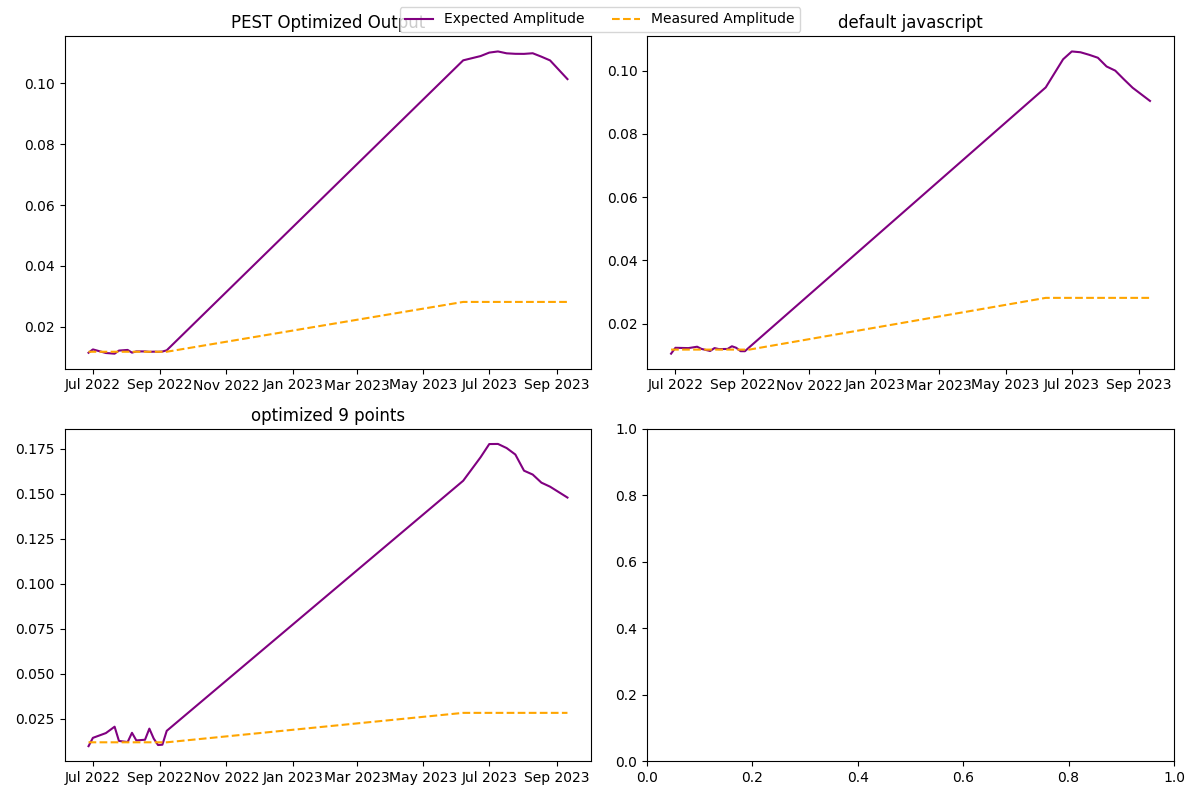 Expected Amplitude
Measured Amplitude
PEST Optimized Output
0.10
0.08
0.06
0.04
0.02
Jul 2022 Sep 2022 Nov 2022 Jan 2023 Mar 2023 May 2023 Jul 2023 Sep 2023
default javascript
0.10
0.08
0.06
0.04
0.02
Jul 2022 Sep 2022 Nov 2022 Jan 2023 Mar 2023 May 2023 Jul 2023 Sep 2023
optimized 9 points
0.175
0.150
0.125
0.100
0.075
0.050
0.025
Jul 2022 Sep 2022 Nov 2022 Jan 2023 Mar 2023 May 2023 Jul 2023 Sep 2023
1.0
0.8
0.6
0.4
0.2
0.0
0.0 0.2 0.4 0.6 0.8 1.0